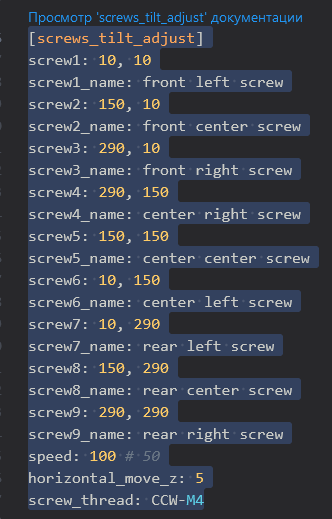 Просмотр 'screws_tilt_adjust' документации
[screws_tilt_adjust]
screw1: 10, 10
screw1_name: front left screw
screw2: 150, 10
screw2_name: front center screw
screw3: 290, 10
screw3_name: front right screw
screw4: 290, 150
screw4_name: center right screw
screw5: 150, 150
screw5_name: center center screw
screw6: 10, 150
screw6_name: center left screw
screw7: 10, 290
screw7_name: rear left screw
screw8: 150, 290
screw8_name: rear center screw
screw9: 290, 290
screw9_name: rear right screw
speed: 100 # 50
horizontal_move_z: 5
screw_thread: CCW-M4